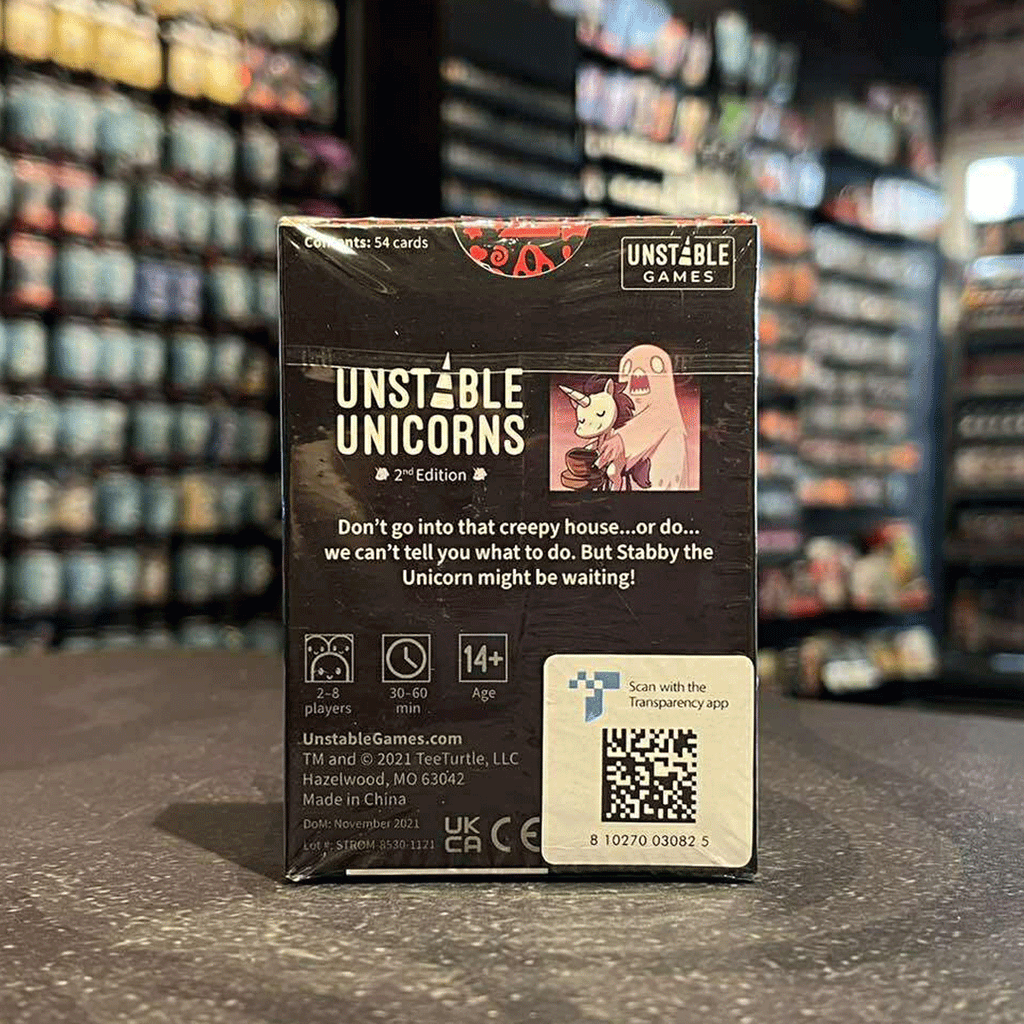 Contents: 54 cards
UNSTABLE
GAMES
UNSTABLE
UNICORNS
2nd Edition
Don't go into that creepy house...or do...
we can't tell you what to do. But Stabby the
Unicorn might be waiting!
2-8
players
30-60
min
14+
Age
UnstableGames.com
TM and © 2021 TeeTurtle, LLC
Hazelwood, MO 63042
Made in China
DoM: November 2021
Lot #: STROM-8530-1121
UK
CA
CE
Scan with the
Transparency app
8 10270 03082 5